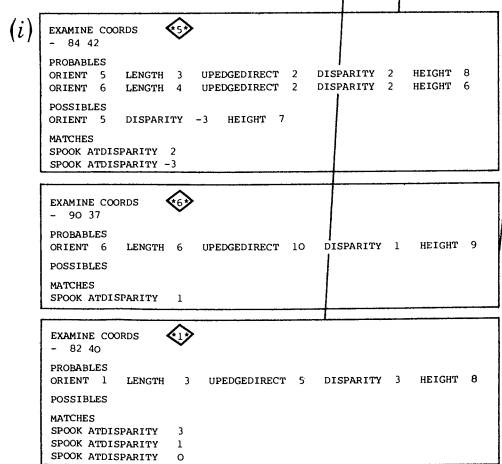 (i)
EXAMINE COORDS *5*
- 84 42
PROBABLES
ORIENT 5 LENGTH 3 UPEDGEDIRECT 2 DISPARITY 2 HEIGHT 8
ORIENT 6 LENGTH 4 UPEDGEDIRECT 2 DISPARITY 2 HEIGHT 6
POSSIBLES
ORIENT 5 DISPARITY -3 HEIGHT 7
MATCHES
SPOOK ATDISPARITY 2
SPOOK ATDISPARITY -3
EXAMINE COORDS *6*
- 90 37
PROBABLES
ORIENT 6 LENGTH 6 UPEDGEDIRECT 10 DISPARITY 1 HEIGHT 9
POSSIBLES
MATCHES
SPOOK ATDISPARITY 1
EXAMINE COORDS *1*
- 82 40
PROBABLES
ORIENT 1 LENGTH 3 UPEDGEDIRECT 5 DISPARITY 3 HEIGHT 8
POSSIBLES
MATCHES
SPOOK ATDISPARITY 3
SPOOK ATDISPARITY 1
SPOOK ATDISPARITY 0